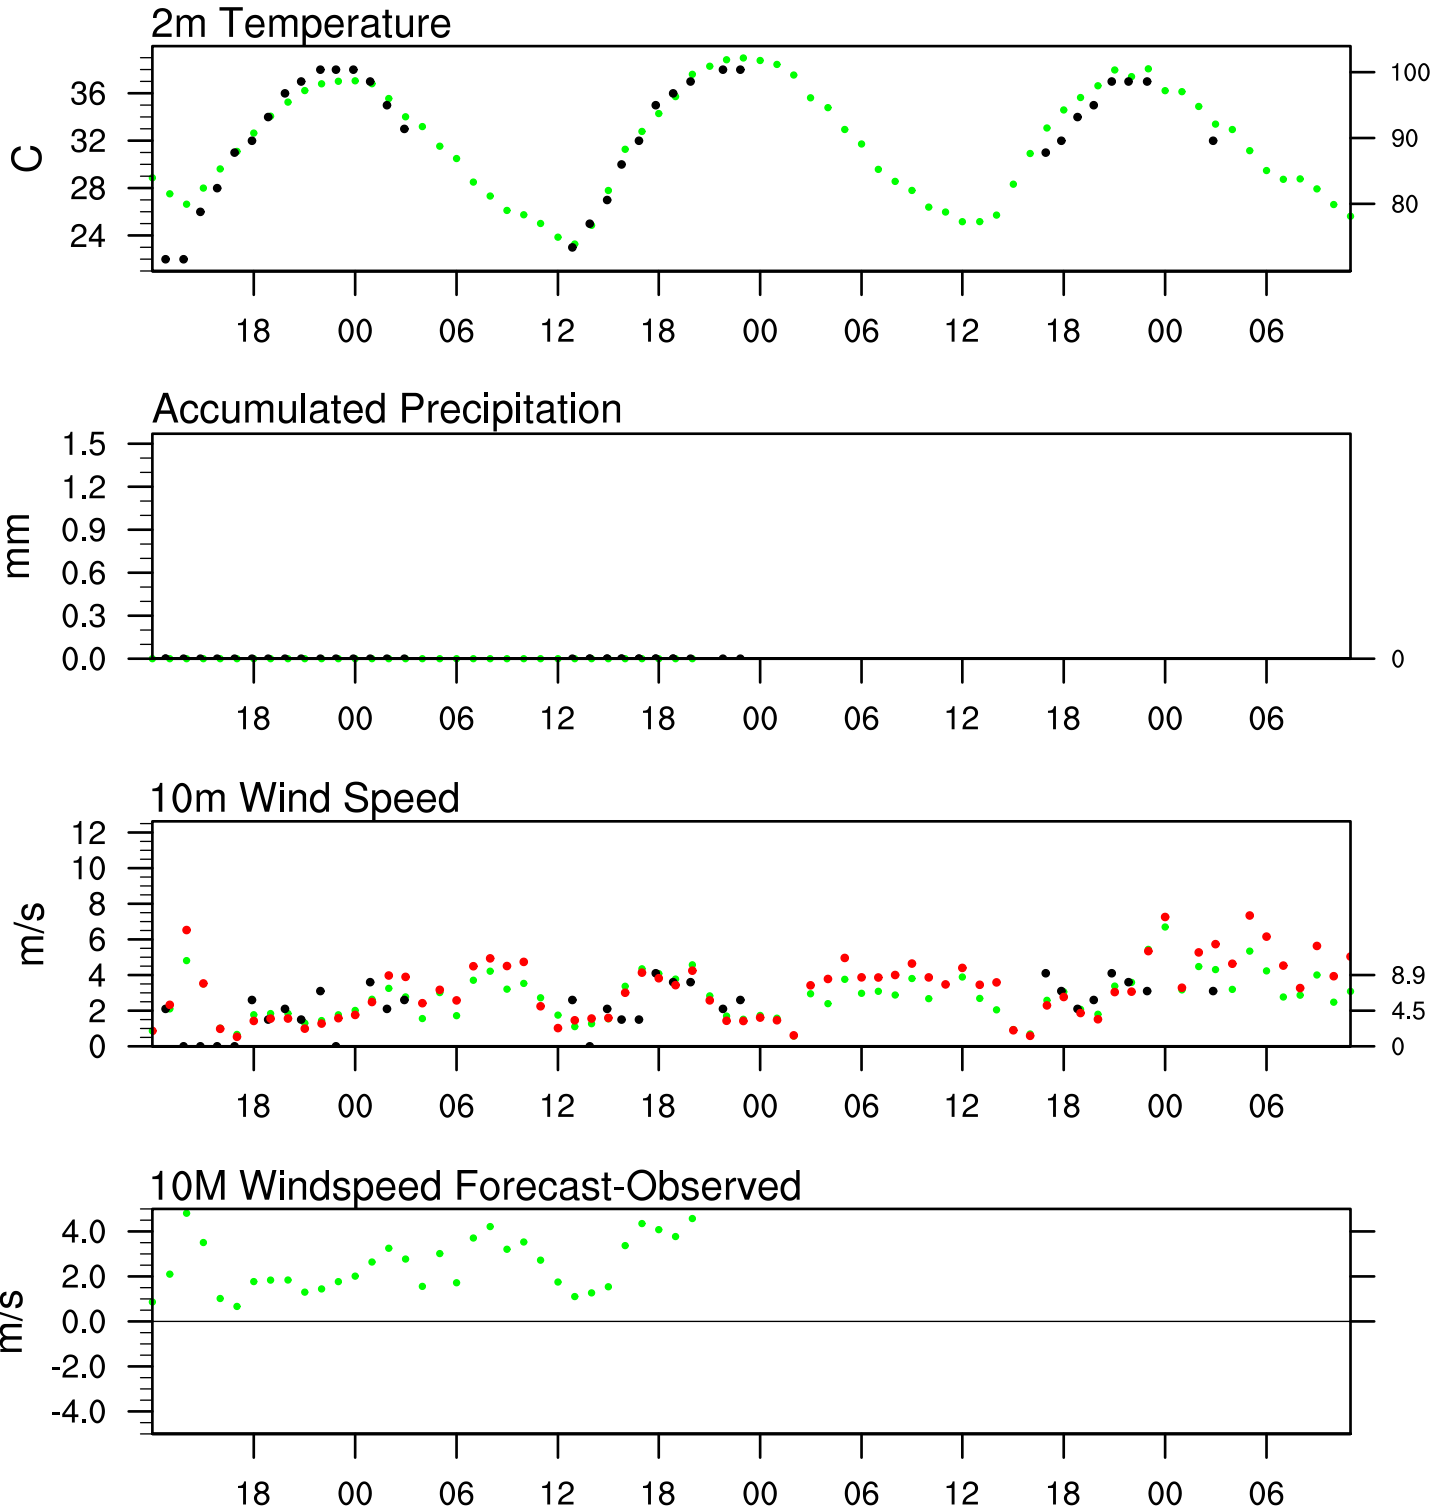 2m Temperature
C
36
32
28
24
100
90
80
18 00 06 12 18 00 06 12 18 00 06
Accumulated Precipitation
mm
1.5
1.2
0.9
0.6
0.3
0.0
0
18 00 06 12 18 00 06 12 18 00 06
10m Wind Speed
m/s
12
10
8
6
4
2
0
8.9
4.5
0
18 00 06 12 18 00 06 12 18 00 06
10M Windspeed Forecast-Observed
m/s
4.0
2.0
0.0
-2.0
-4.0
18 00 06 12 18 00 06 12 18 00 06